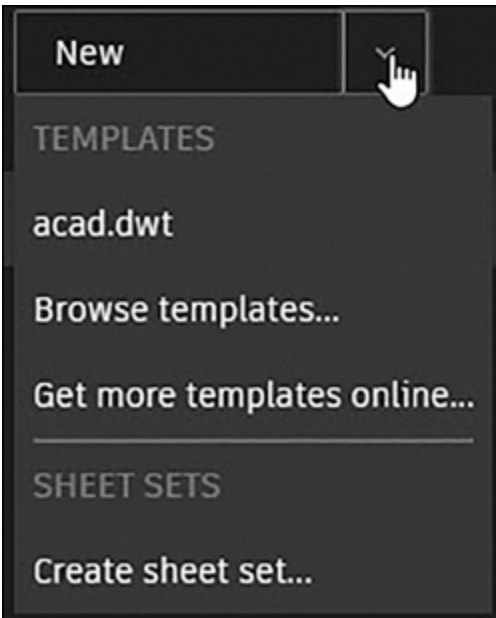 New
TEMPLATES
acad.dwt
Browse templates...
Get more templates online...
SHEET SETS
Create sheet set...